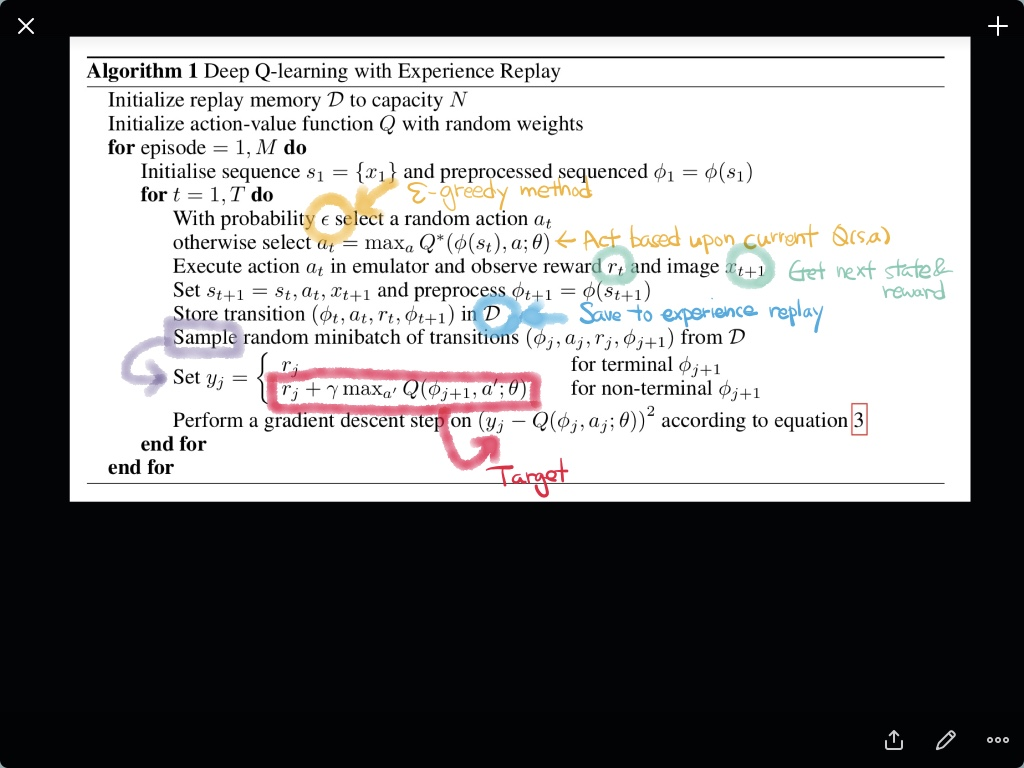 Algorithm 1 Deep Q-learning with Experience Replay
Initialize replay memory 𝒟 to capacity N
Initialize action-value function Q with random weights
for episode = 1, M do
Initialise sequence s₁ = {x₁} and preprocessed sequenced ϕ₁ = ϕ(s₁)
for t = 1, T do
Σ-greedy method
With probability ϵ select a random action aₜ
otherwise select aₜ = maxₐ Q*(ϕ(sₜ), a; θ) ← Act based upon current Q(s,a)
Execute action aₜ in emulator and observe reward rₜ and image xₜ₊₁ Get next state &
reward
Set sₜ₊₁ = sₜ, aₜ, xₜ₊₁ and preprocess ϕₜ₊₁ = ϕ(sₜ₊₁)
Store transition (ϕₜ, aₜ, rₜ, ϕₜ₊₁) in 𝒟 Save to experience replay
Sample random minibatch of transitions (ϕⱼ, aⱼ, rⱼ, ϕⱼ₊₁) from 𝒟
Set yⱼ = { rⱼ for terminal ϕⱼ₊₁
rⱼ + γ maxₐ′ Q(ϕⱼ₊₁, a′; θ) for non-terminal ϕⱼ₊₁
Perform a gradient descent step on (yⱼ − Q(ϕⱼ, aⱼ; θ))² according to equation 3
end for
end for
Target